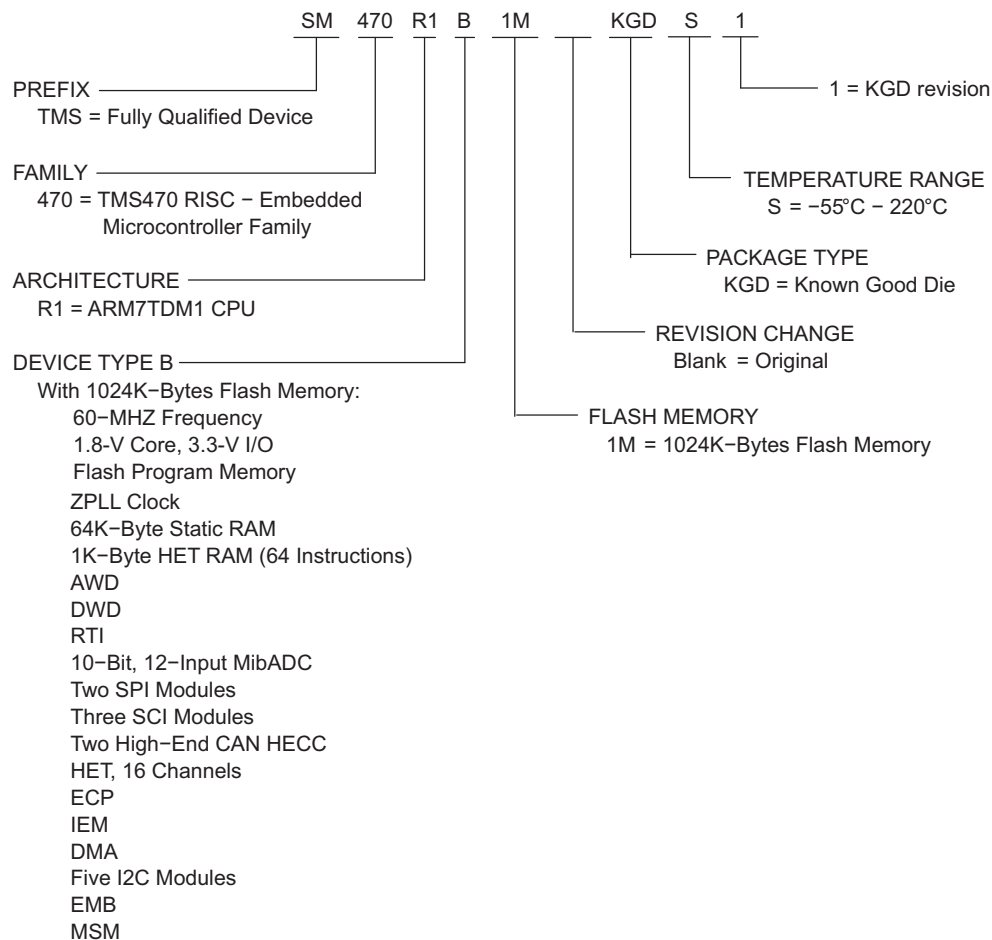 SM 470 R1 B 1M KGD S 1
PREFIX
TMS = Fully Qualified Device
1 = KGD revision
FAMILY
470 = TMS470 RISC − Embedded
Microcontroller Family
TEMPERATURE RANGE
S = −55°C − 220°C
ARCHITECTURE
R1 = ARM7TDM1 CPU
PACKAGE TYPE
KGD = Known Good Die
REVISION CHANGE
Blank = Original
DEVICE TYPE B
With 1024K−Bytes Flash Memory:
60−MHZ Frequency
1.8-V Core, 3.3-V I/O
Flash Program Memory
ZPLL Clock
64K−Byte Static RAM
1K−Byte HET RAM (64 Instructions)
AWD
DWD
RTI
10−Bit, 12−Input MibADC
Two SPI Modules
Three SCI Modules
Two High−End CAN HECC
HET, 16 Channels
ECP
IEM
DMA
Five I2C Modules
EMB
MSM
FLASH MEMORY
1M = 1024K−Bytes Flash Memory